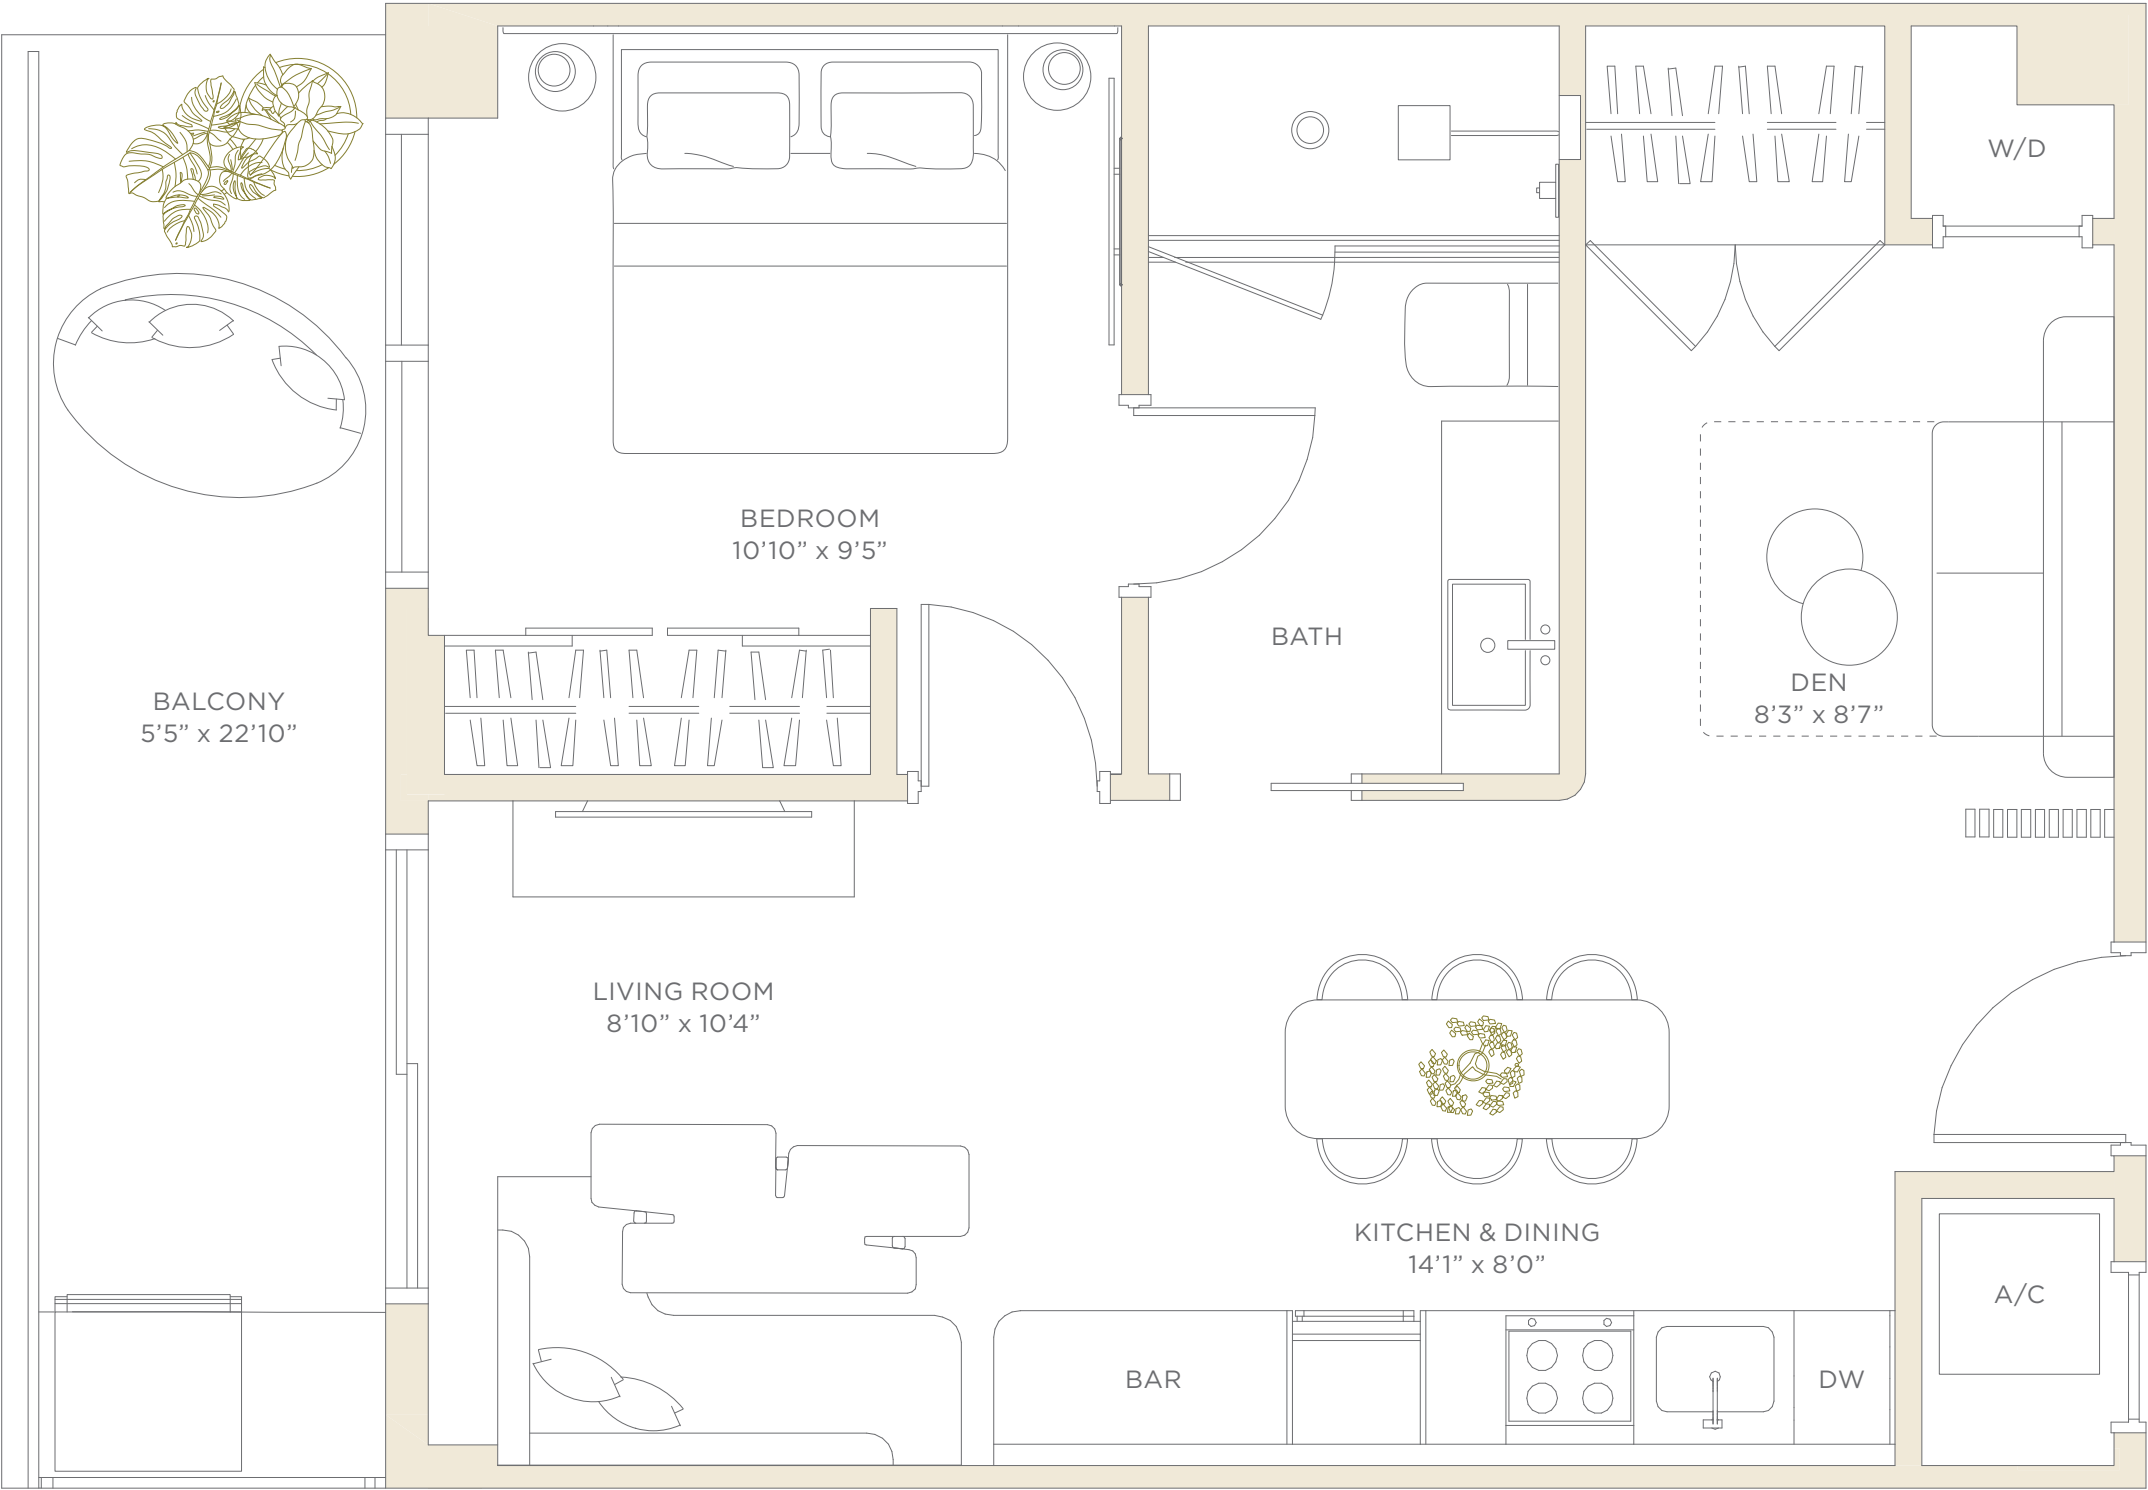 W/D
BEDROOM
10’10” x 9’5”
BATH
DEN
8’3” x 8’7”
BALCONY
5’5” x 22’10”
LIVING ROOM
8’10” x 10’4”
KITCHEN & DINING
14’1” x 8’0”
A/C
BAR
DW